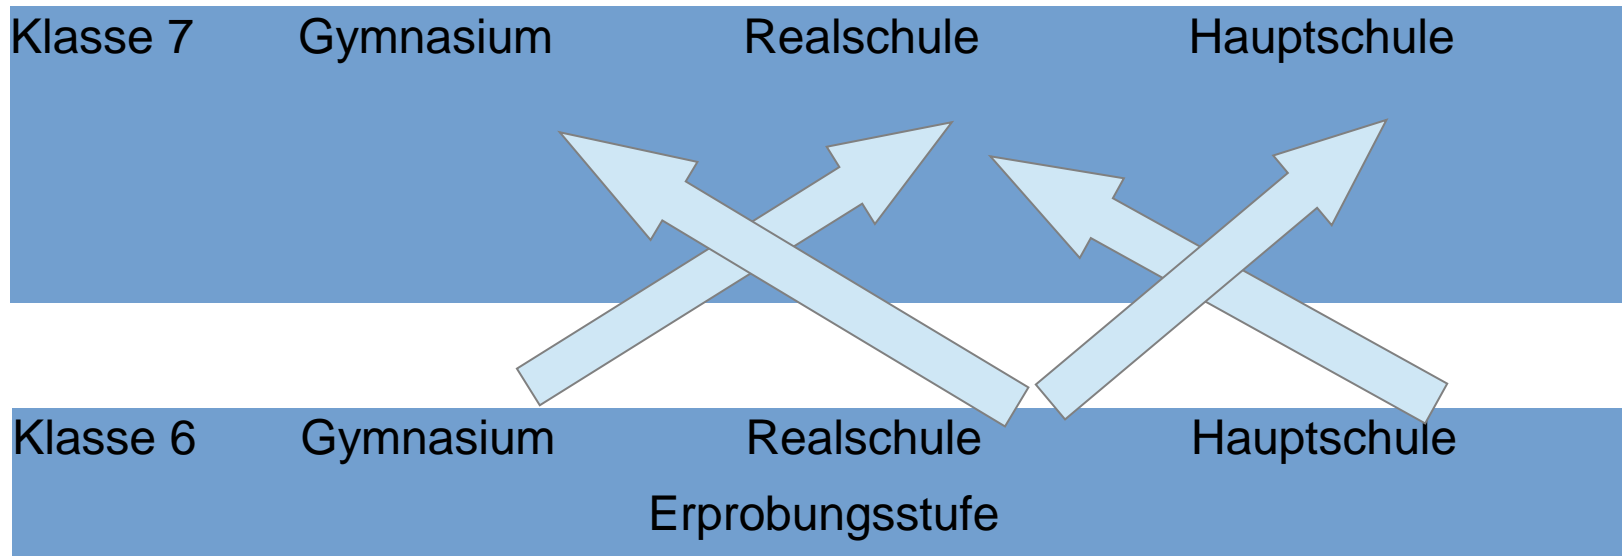 Klasse 7 Gymnasium Realschule Hauptschule
Klasse 6 Gymnasium Realschule Hauptschule
Erprobungsstufe